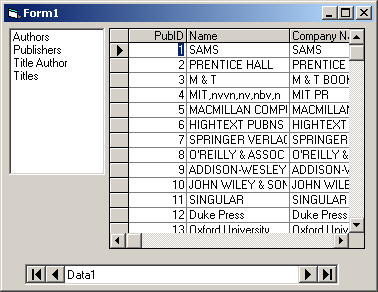 Form1
Authors
Publishers
Title Author
Titles
PubID Name Company Na
1 SAMS SAMS
2 PRENTICE HALL PRENTICE
3 M & T M & T BOOK
4 MIT,nvvn,nv,nbv,n MIT PR
5 MACMILLAN COMPU MACMILLAN
6 HIGHTEXT PUBNS HIGHTEXT
7 SPRINGER VERLAG SPRINGER
8 O'REILLY & ASSOC O'REILLY
9 ADDISON-WESLEY ADDISON-
10 JOHN WILEY & SON JOHN WIL
11 SINGULAR SINGULAR
12 Duke Press Duke Press
13 Oxford University Oxford Univ
Data1